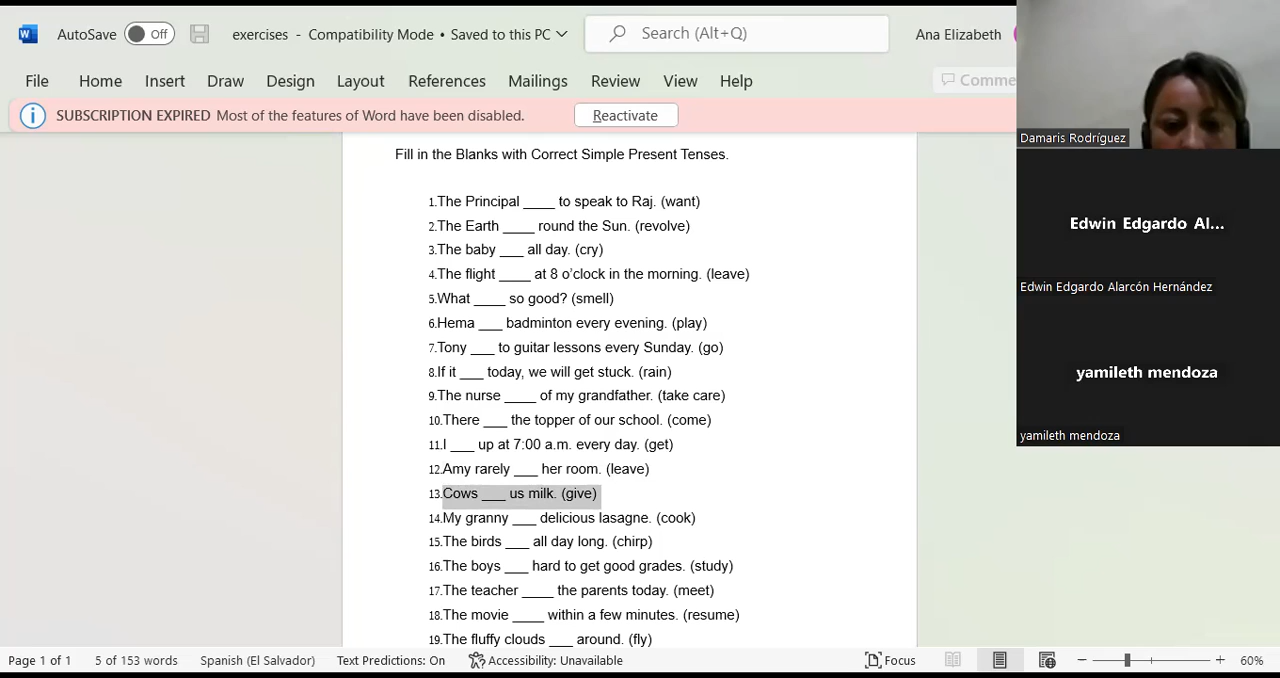 AutoSave Off exercises - Compatibility Mode • Saved to this PC Search (Alt+Q) Ana Elizabeth
File Home Insert Draw Design Layout References Mailings Review View Help Comme
SUBSCRIPTION EXPIRED Most of the features of Word have been disabled. Reactivate
Fill in the Blanks with Correct Simple Present Tenses.
1.The Principal ____ to speak to Raj. (want)
2.The Earth ____ round the Sun. (revolve)
3.The baby ___ all day. (cry)
4.The flight ____ at 8 o’clock in the morning. (leave)
5.What ____ so good? (smell)
6.Hema ___ badminton every evening. (play)
7.Tony ___ to guitar lessons every Sunday. (go)
8.If it ___ today, we will get stuck. (rain)
9.The nurse ____ of my grandfather. (take care)
10.There ___ the topper of our school. (come)
11.I ___ up at 7:00 a.m. every day. (get)
12.Amy rarely ___ her room. (leave)
13.Cows ___ us milk. (give)
14.My granny ___ delicious lasagne. (cook)
15.The birds ___ all day long. (chirp)
16.The boys ___ hard to get good grades. (study)
17.The teacher ____ the parents today. (meet)
18.The movie ____ within a few minutes. (resume)
19.The fluffy clouds ___ around. (fly)
Page 1 of 1 5 of 153 words Spanish (El Salvador) Text Predictions: On Accessibility: Unavailable Focus 60%
Damaris Rodríguez
Edwin Edgardo Al...
Edwin Edgardo Alarcón Hernández
yamileth mendoza
yamileth mendoza